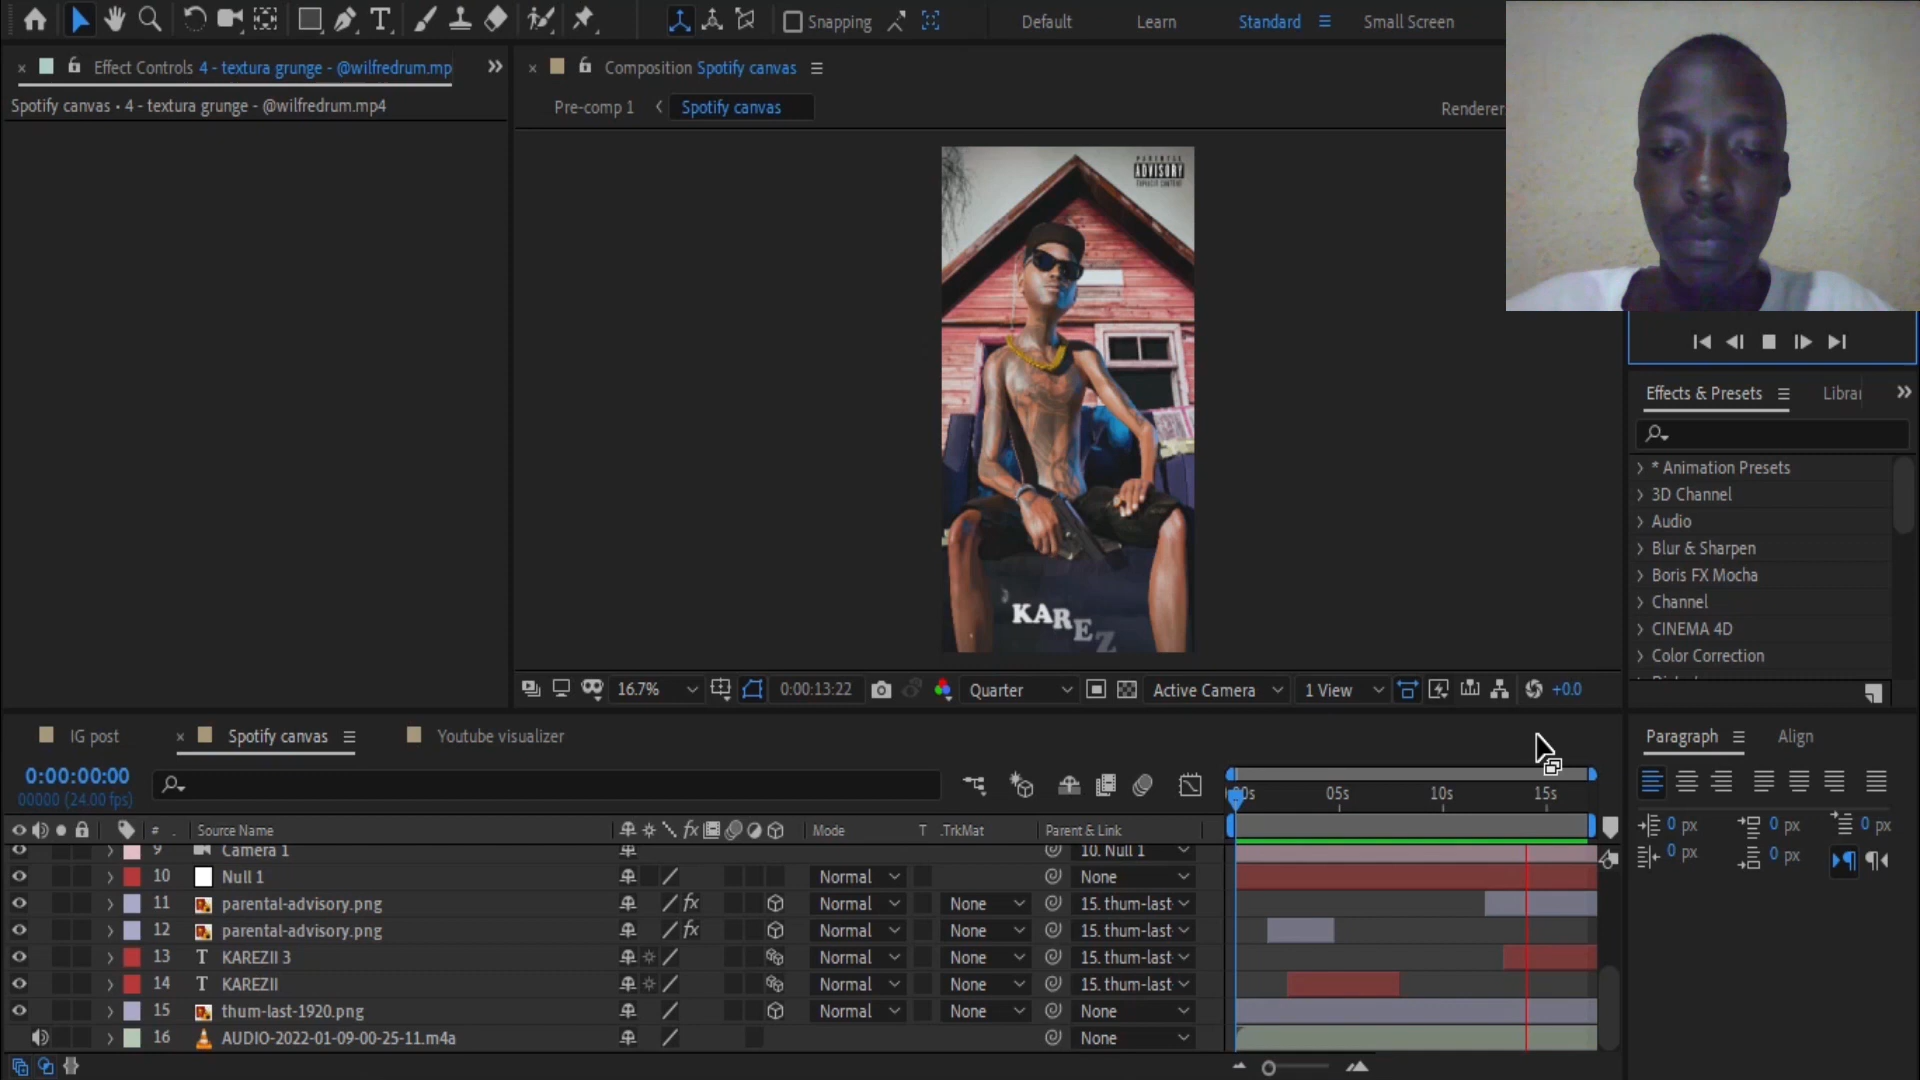 Snapping
Default
Learn
Standard
Small Screen
Effect Controls 4 - textura grunge - @wilfredrum.mp
Composition Spotify canvas
Spotify canvas • 4 - textura grunge - @wilfredrum.mp4
Pre-comp 1
Spotify canvas
Renderer
PARENTAL
ADVISORY
EXPLICIT CONTENT
KAREZ
Effects & Presets
Librar
* Animation Presets
3D Channel
Audio
Blur & Sharpen
Boris FX Mocha
Channel
CINEMA 4D
Color Correction
16.7%
0:00:13:22
Quarter
Active Camera
1 View
+0.0
IG post
Spotify canvas
Youtube visualizer
Paragraph
Align
0:00:00:00
00000 (24.00 fps)
00s 05s 10s 15s
0 px 0 px 0 px
0 px 0 px
# . Source Name fx Mode T .TrkMat Parent & Link
9 Camera 1 10. Null 1
10 Null 1 Normal None
11 parental-advisory.png fx Normal None 15. thum-last
12 parental-advisory.png fx Normal None 15. thum-last
13 T KAREZII 3 Normal None 15. thum-last
14 T KAREZII Normal None 15. thum-last
15 thum-last-1920.png Normal None None
16 AUDIO-2022-01-09-00-25-11.m4a None